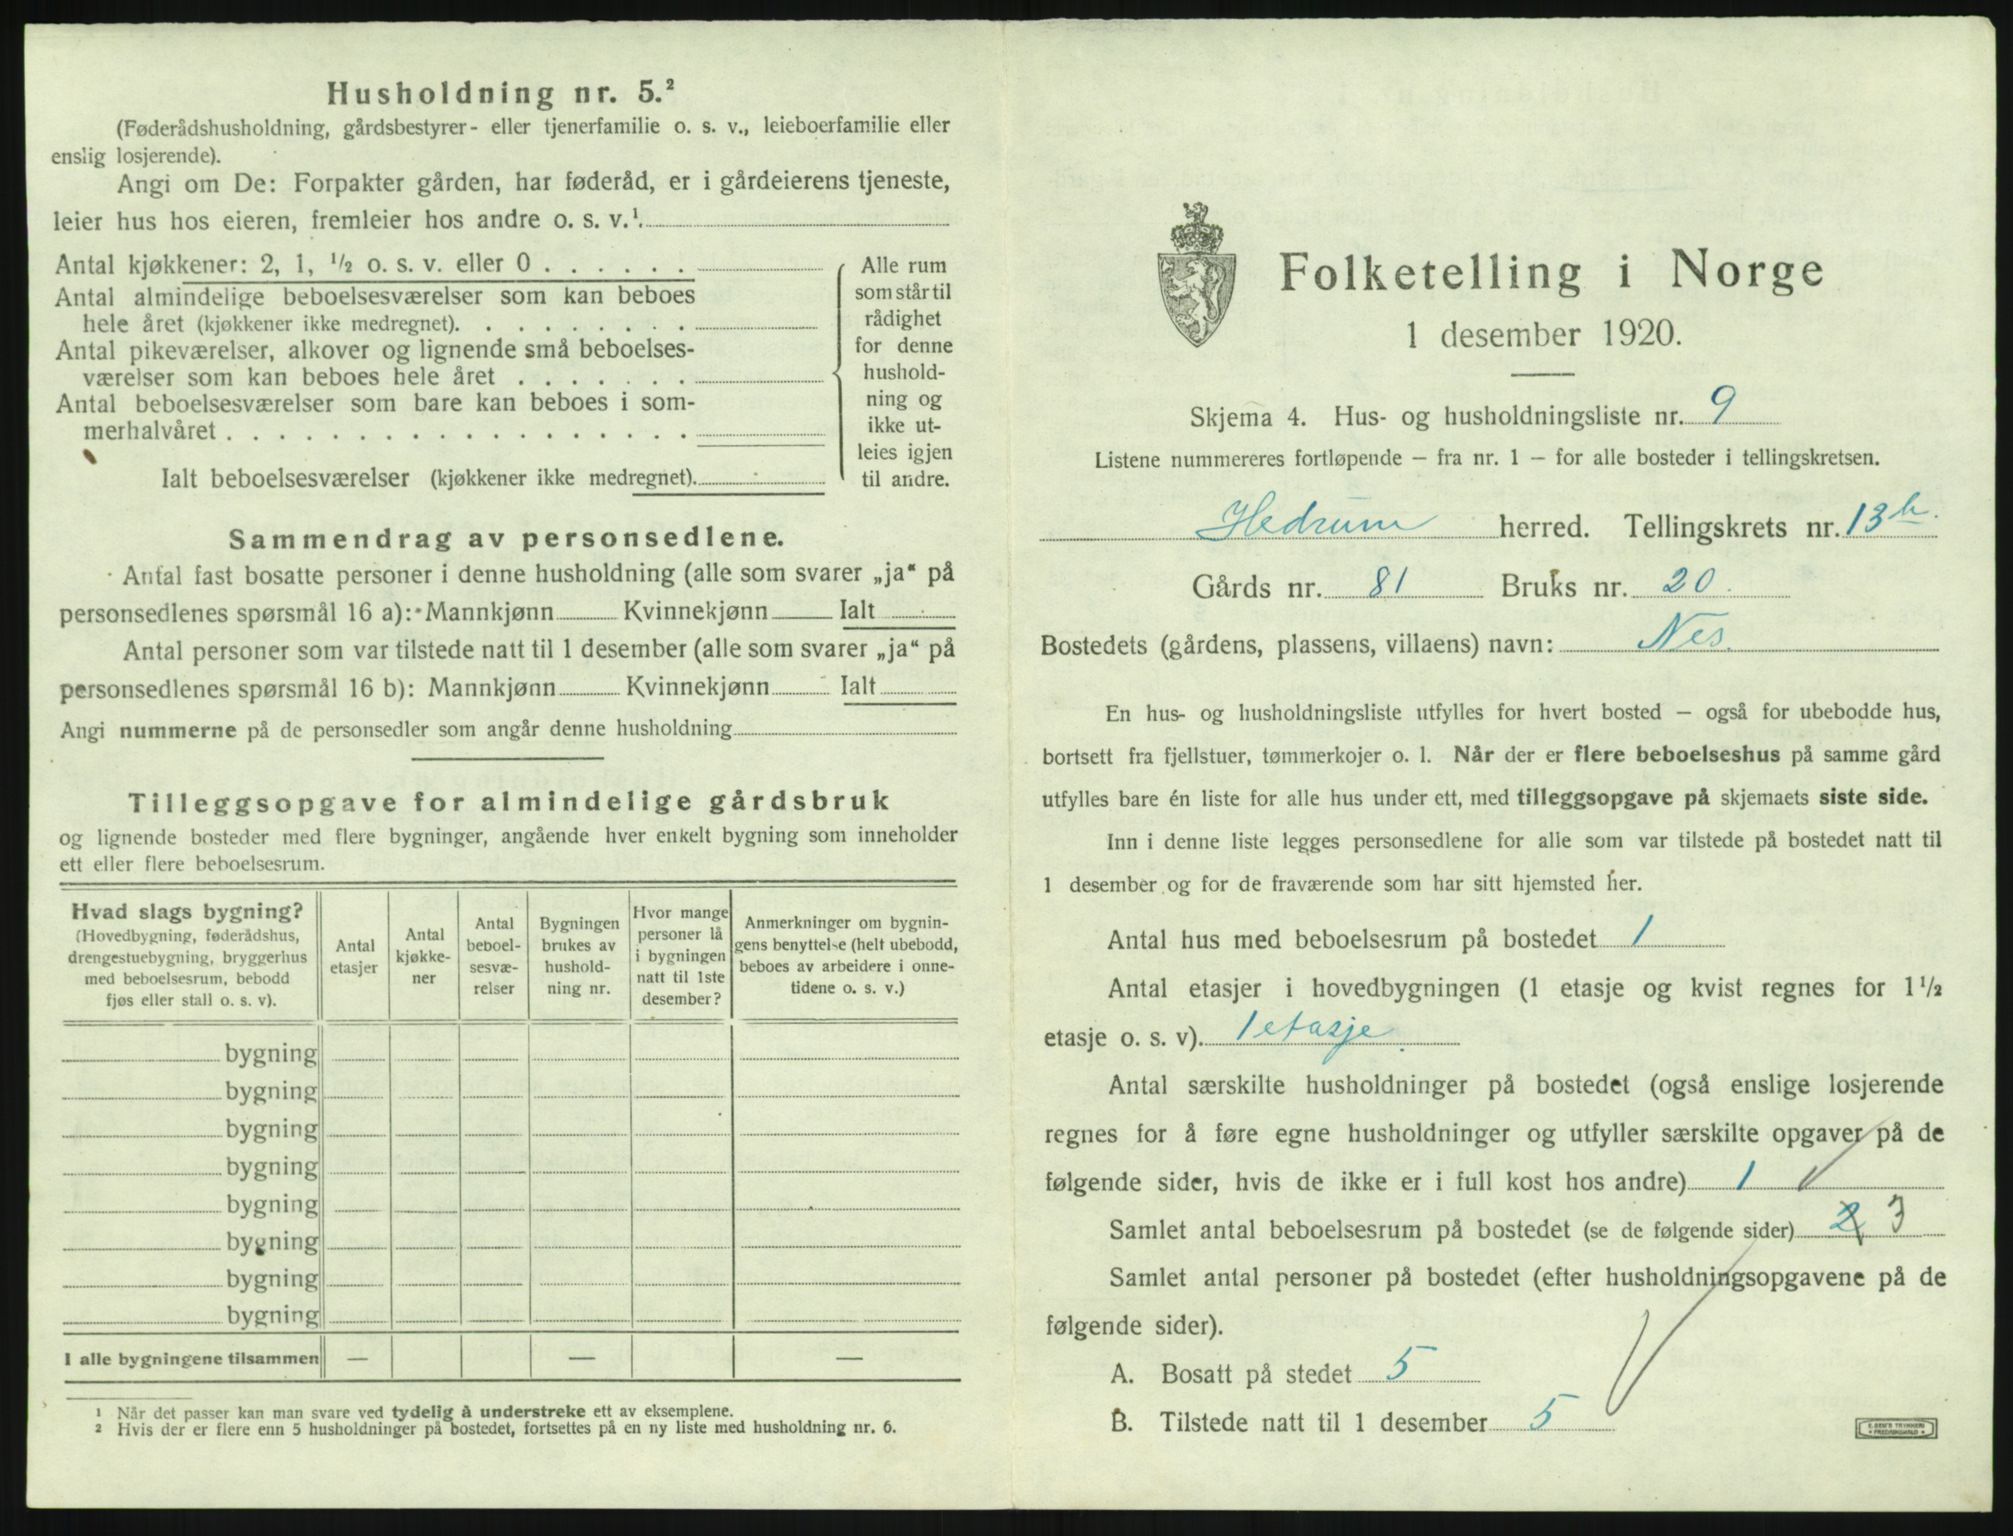 Husholdning nr. 5.²
(Føderådshusholdning, gårdsbestyrer- eller tjenerfamilie o. s. v., leieboerfamilie eller
enslig losjerende).
Angi om De: Forpakter gården, har føderåd, er i gårdeierens tjeneste,
leier hus hos eieren, fremleier hos andre o. s. v.¹.
Antal kjøkkener: 2, 1, ½ o. s. v. eller 0 . . . . . .
Antal almindelige beboelsesværelser som kan beboes
hele året (kjøkkener ikke medregnet). . . . . . . . .
Antal pikeværelser, alkover og lignende små beboelses-
værelser som kan beboes hele året . . . . . . .
Antal beboelsesværelser som bare kan beboes i som-
merhalvåret . . . . . . . . . . . . . . . . . .
Ialt beboelsesværelser (kjøkkener ikke medregnet).
Alle rum
som står til
rådighet
for denne
hushold-
ning og
ikke ut-
leies igjen
til andre.
Sammendrag av personsedlene.
Antal fast bosatte personer i denne husholdning (alle som svarer „ja“ på
personsedlenes spørsmål 16 a): Mannkjønn Kvinnekjønn Ialt
Antal personer som var tilstede natt til 1 desember (alle som svarer „ja“ på
personsedlenes spørsmål 16 b): Mannkjønn Kvinnekjønn Ialt
Angi nummerne på de personsedler som angår denne husholdning
Tilleggsopgave for almindelige gårdsbruk
og lignende bosteder med flere bygninger, angående hver enkelt bygning som inneholder
ett eller flere beboelsesrum.
Hvad slags bygning?
(Hovedbygning, føderådshus,
drengestuebygning, bryggerhus
med beboelsesrum, bebodd
fjøs eller stall o. s. v).
Antal
etasjer
Antal
kjøkke-
ner
Antal
beboel-
sesvæ-
relser
Bygningen
brukes av
hushold-
ning nr.
Hvor mange
personer lå
i bygningen
natt til 1ste
desember?
Anmerkninger om bygnin-
gens benyttelse (helt ubebodd,
beboes av arbeidere i onne-
tidene o. s. v.)
bygning
bygning
bygning
bygning
bygning
bygning
bygning
bygning
I alle bygningene tilsammen — — —
¹ Når det passer kan man svare ved tydelig å understreke ett av eksemplene.
² Hvis der er flere enn 5 husholdninger på bostedet, fortsettes på en ny liste med husholdning nr. 6.
Folketelling i Norge
1 desember 1920.
Skjema 4. Hus- og husholdningsliste nr. 9
Listene nummereres fortløpende — fra nr. 1 — for alle bosteder i tellingskretsen.
Hedrum herred. Tellingskrets nr. 13b.
Gårds nr. 81 Bruks nr. 20.
Bostedets (gårdens, plassens, villaens) navn: Nes.
En hus- og husholdningsliste utfylles for hvert bosted — også for ubebodde hus,
bortsett fra fjellstuer, tømmerkojer o. l. Når der er flere beboelseshus på samme gård
utfylles bare én liste for alle hus under ett, med tilleggsopgave på skjemaets siste side.
Inn i denne liste legges personsedlene for alle som var tilstede på bostedet natt til
1 desember og for de fraværende som har sitt hjemsted her.
Antal hus med beboelsesrum på bostedet 1
Antal etasjer i hovedbygningen (1 etasje og kvist regnes for 1½
etasje o. s. v). 1 etasje.
Antal særskilte husholdninger på bostedet (også enslige losjerende
regnes for å føre egne husholdninger og utfyller særskilte opgaver på de
følgende sider, hvis de ikke er i full kost hos andre) 1
Samlet antal beboelsesrum på bostedet (se de følgende sider) 2 3
Samlet antal personer på bostedet (efter husholdningsopgavene på de
følgende sider).
A. Bosatt på stedet 5
B. Tilstede natt til 1 desember 5
E. SEM'S TRYKKERI
FREDRIKSHALD